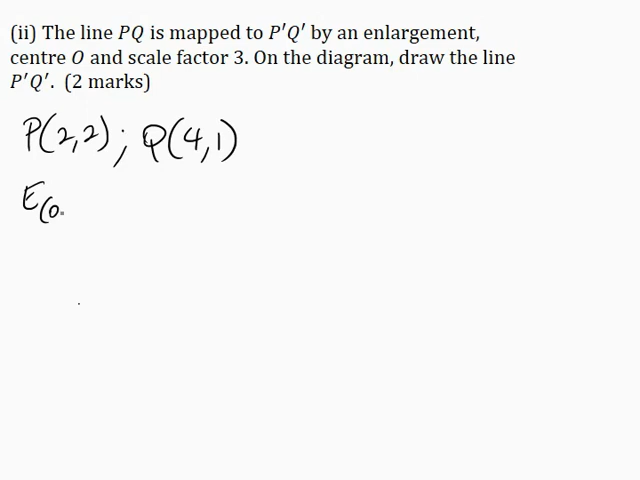 (ii) The line PQ is mapped to P′Q′ by an enlargement,
centre O and scale factor 3. On the diagram, draw the line
P′Q′. (2 marks)
P(2,2); Q(4,1)
E(0